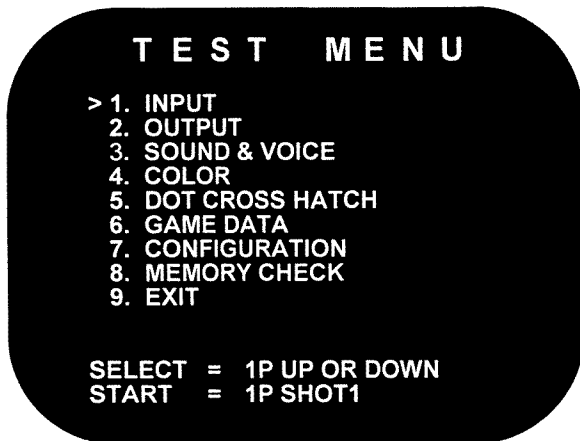 TEST MENU
> 1. INPUT
2. OUTPUT
3. SOUND & VOICE
4. COLOR
5. DOT CROSS HATCH
6. GAME DATA
7. CONFIGURATION
8. MEMORY CHECK
9. EXIT
SELECT = 1P UP OR DOWN
START = 1P SHOT1